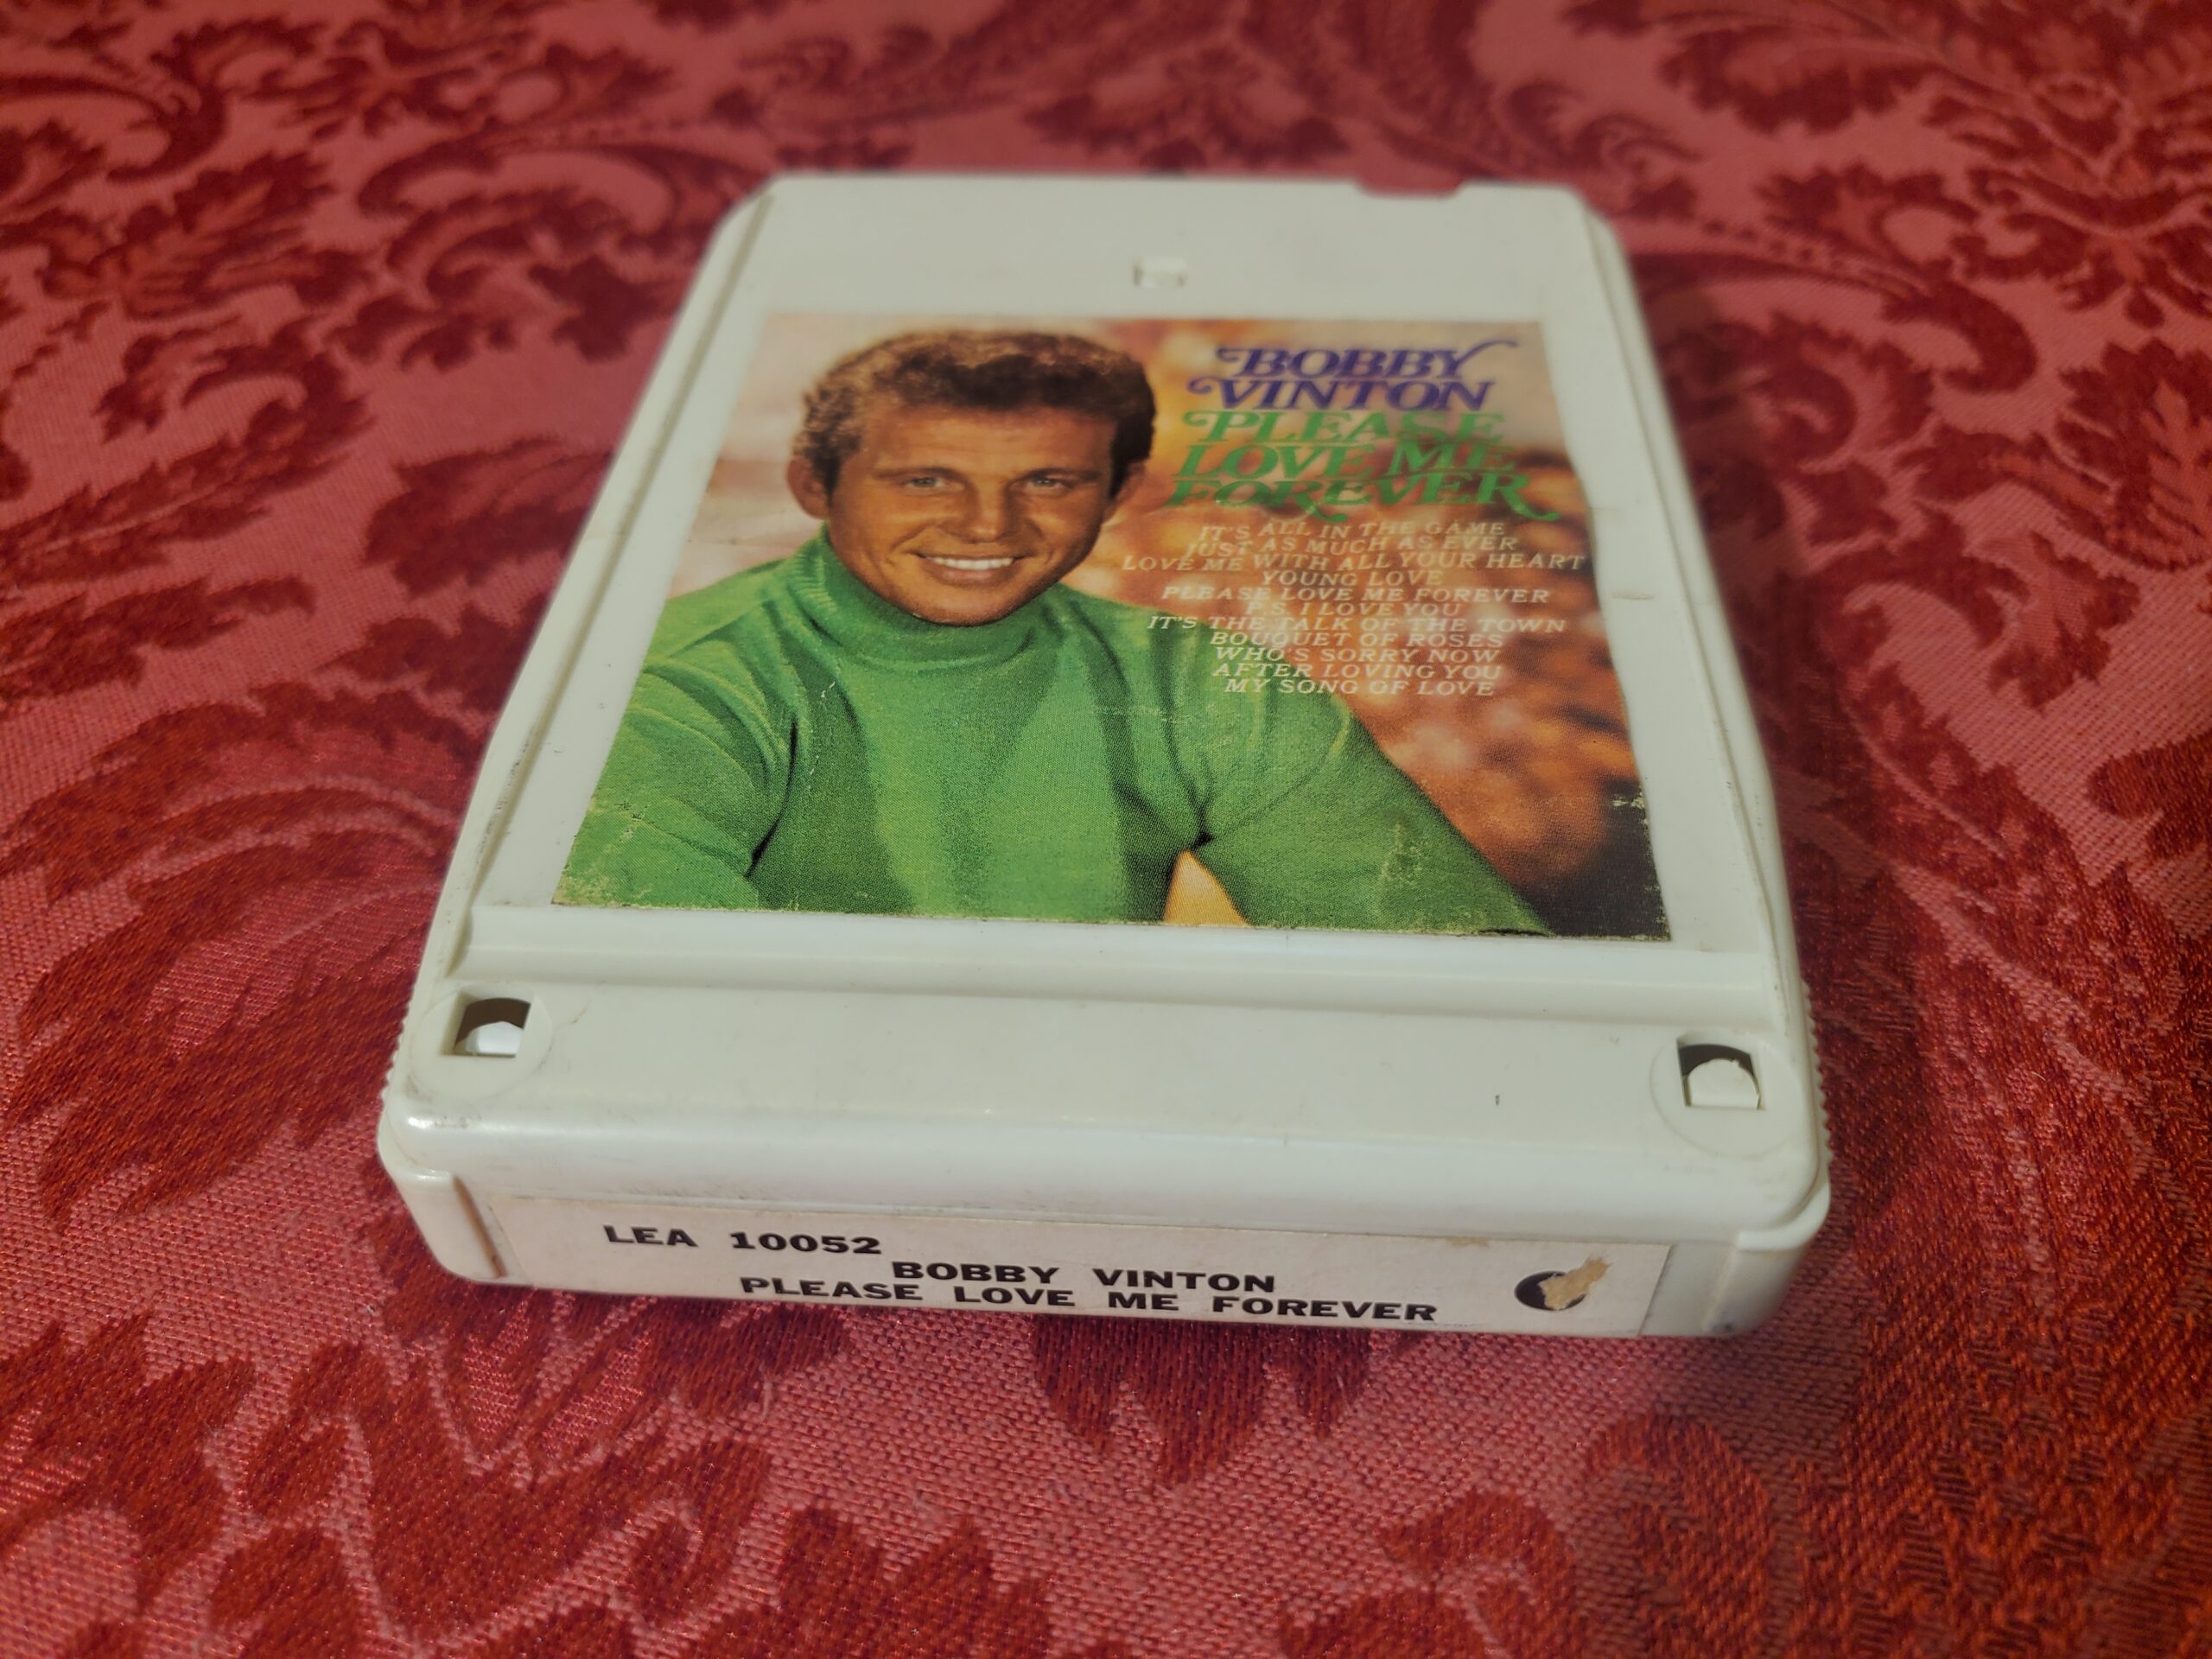 BOBBY
VINTON
PLEASE
LOVE ME
FOREVER
IT'S ALL IN THE GAME
JUST AS MUCH AS EVER
LOVE ME WITH ALL YOUR HEART
YOUNG LOVE
PLEASE LOVE ME FOREVER
P.S. I LOVE YOU
IT'S THE TALK OF THE TOWN
BOUQUET OF ROSES
WHO'S SORRY NOW
AFTER LOVING YOU
MY SONG OF LOVE
LEA 10052
BOBBY VINTON
PLEASE LOVE ME FOREVER